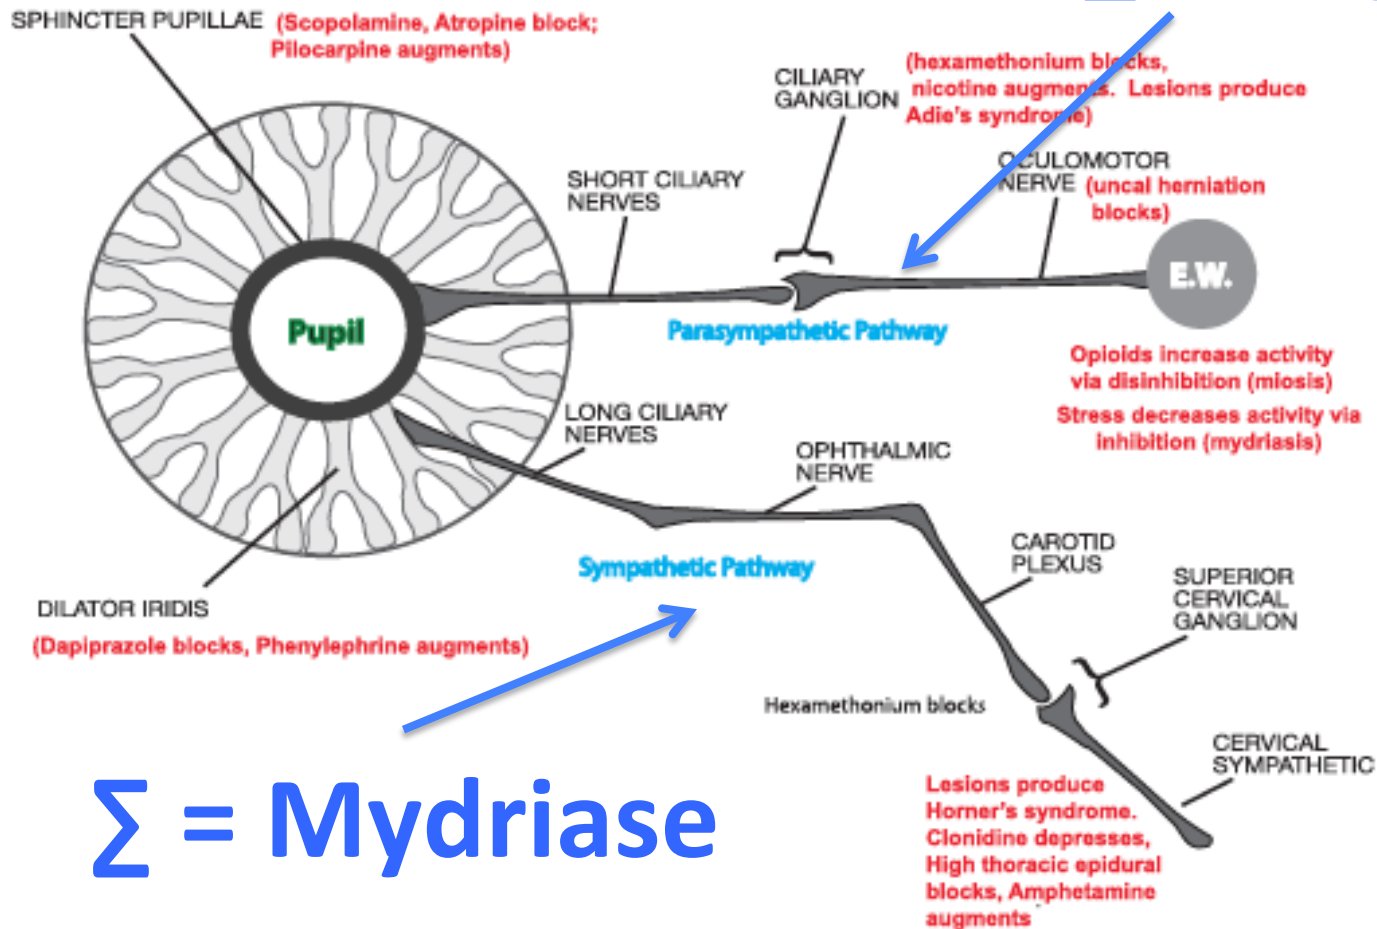 SPHINCTER PUPILLAE (Scopolamine, Atropine block;
Pilocarpine augments)
CILIARY
GANGLION
(hexamethonium blocks,
nicotine augments. Lesions produce
Adie's syndrome)
OCULOMOTOR
NERVE (uncal herniation
blocks)
SHORT CILIARY
NERVES
E.W.
Pupil
Parasympathetic Pathway
Opioids increase activity
via disinhibition (miosis)
Stress decreases activity via
inhibition (mydriasis)
LONG CILIARY
NERVES
OPHTHALMIC
NERVE
Sympathetic Pathway
CAROTID
PLEXUS
SUPERIOR
CERVICAL
GANGLION
DILATOR IRIDIS
(Dapiprazole blocks, Phenylephrine augments)
Hexamethonium blocks
CERVICAL
SYMPATHETIC
∑ = Mydriase
Lesions produce
Horner's syndrome.
Clonidine depresses,
High thoracic epidural
blocks, Amphetamine
augments